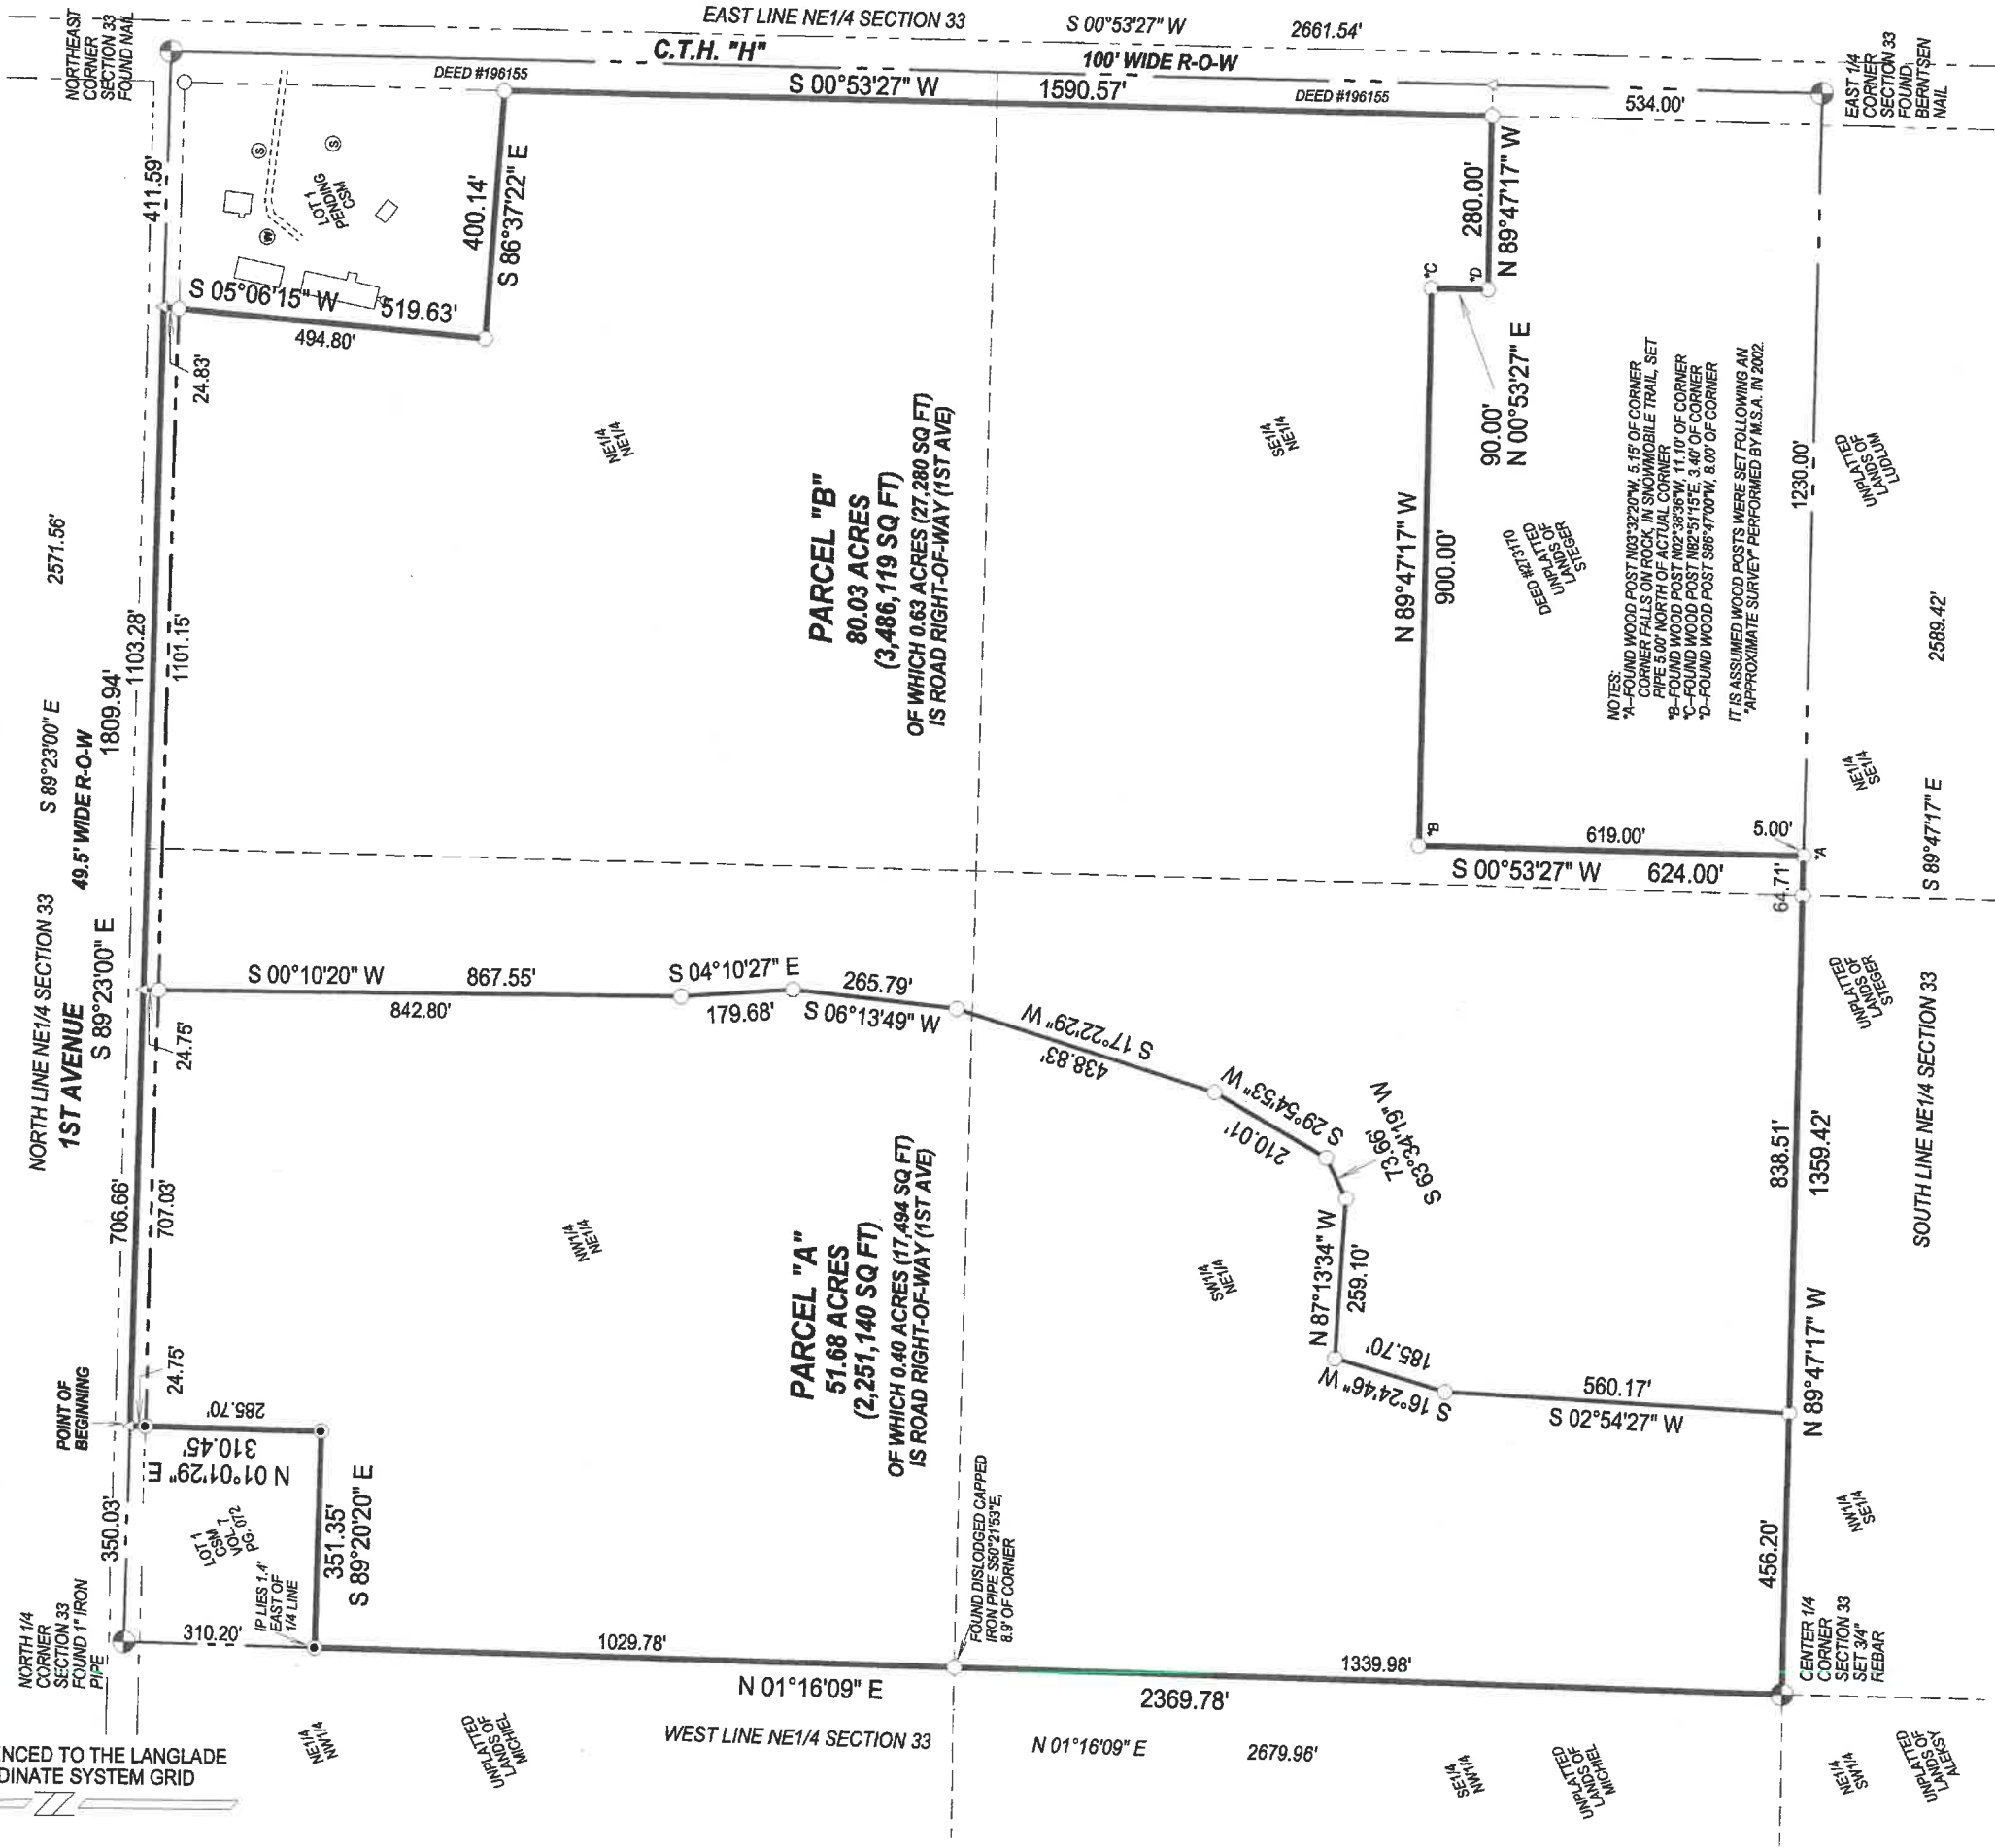 EAST LINE NE1/4 SECTION 33
S 00°53'27" W
2661.54'
NORTHEAST
CORNER
SECTION 33
FOUND NAIL
C.T.H. "H"
100' WIDE R-O-W
DEED #196155
S 00°53'27" W
1590.57'
DEED #196155
534.00'
EAST 1/4
CORNER
SECTION 33
FOUND
BERNTSEN
NAIL
411.59'
S
S
LOT 1
PENDING
CSM
M
400.14'
S 86°37'22" E
S 05°06'15" W
519.63'
494.80'
24.83'
280.00'
N 89°47'17" W
*C
*D
90.00'
N 00°53'27" E
NE1/4
NE1/4
SE1/4
NE1/4
PARCEL "B"
80.03 ACRES
(3,486,119 SQ FT)
OF WHICH 0.63 ACRES (27,280 SQ FT)
IS ROAD RIGHT-OF-WAY (1ST AVE)
N 89°47'17" W
900.00'
DEED #273170
UNPLATTED
LANDS OF
STEGER
NOTES:
*A-FOUND WOOD POST N03°32'20"W, 5.15' OF CORNER
CORNER FALLS ON ROCK, IN SNOWMOBILE TRAIL, SET
PIPE 5.00' NORTH OF ACTUAL CORNER
*B-FOUND WOOD POST N02°38'36"W, 11.10' OF CORNER
*C-FOUND WOOD POST N82°51'15"E, 3.40' OF CORNER
*D-FOUND WOOD POST S86°47'00"W, 8.00' OF CORNER
IT IS ASSUMED WOOD POSTS WERE SET FOLLOWING AN
"APPROXIMATE SURVEY" PERFORMED BY M.S.A. IN 2002.
1230.00'
UNPLATTED
LANDS OF
LUDLUM
2571.56'
1103.28'
1101.15'
S 89°23'00" E
49.5' WIDE R-O-W
1809.94'
2589.42'
NE1/4
SE1/4
*B
619.00'
5.00'
*A
S 00°53'27" W
624.00'
64.71'
S 89°47'17" E
NORTH LINE NE1/4 SECTION 33
1ST AVENUE
S 89°23'00" E
S 00°10'20" W
867.55'
842.80'
24.75'
S 04°10'27" E
179.68'
265.79'
S 06°13'49" W
S 17°22'29" W
438.83'
S 29°54'53" W
210.01'
73.66'
S 63°34'19" W
UNPLATTED
LANDS OF
STEGER
SOUTH LINE NE1/4 SECTION 33
838.51'
1359.42'
706.66'
707.03'
NW1/4
NE1/4
PARCEL "A"
51.68 ACRES
(2,251,140 SQ FT)
OF WHICH 0.40 ACRES (17,494 SQ FT)
IS ROAD RIGHT-OF-WAY (1ST AVE)
SW1/4
NE1/4
N 87°13'34" W
259.10'
185.70'
S 16°24'46" W
560.17'
S 02°54'27" W
N 89°47'17" W
POINT OF
BEGINNING
24.75'
285.70'
310.45'
N 01°01'29" E
350.03'
LOT 1
CSM
VOL. 7
PG. 072
351.35'
S 89°20'20" E
IP LIES 1.4'
EAST OF
1/4 LINE
FOUND DISLODGED CAPPED
IRON PIPE S50°21'53"E,
8.9' OF CORNER
456.20'
NW1/4
SE1/4
NORTH 1/4
CORNER
SECTION 33
FOUND 1" IRON
PIPE
310.20'
1029.78'
N 01°16'09" E
1339.98'
2369.78'
CENTER 1/4
CORNER
SECTION 33
SET 3/4"
REBAR
WEST LINE NE1/4 SECTION 33
N 01°16'09" E
2679.96'
NE1/4
NW1/4
UNPLATTED
LANDS OF
MICHIEL
SE1/4
NW1/4
UNPLATTED
LANDS OF
MICHIEL
NE1/4
SW1/4
UNPLATTED
LANDS OF
ALEKSY
NCED TO THE LANGLADE
DINATE SYSTEM GRID